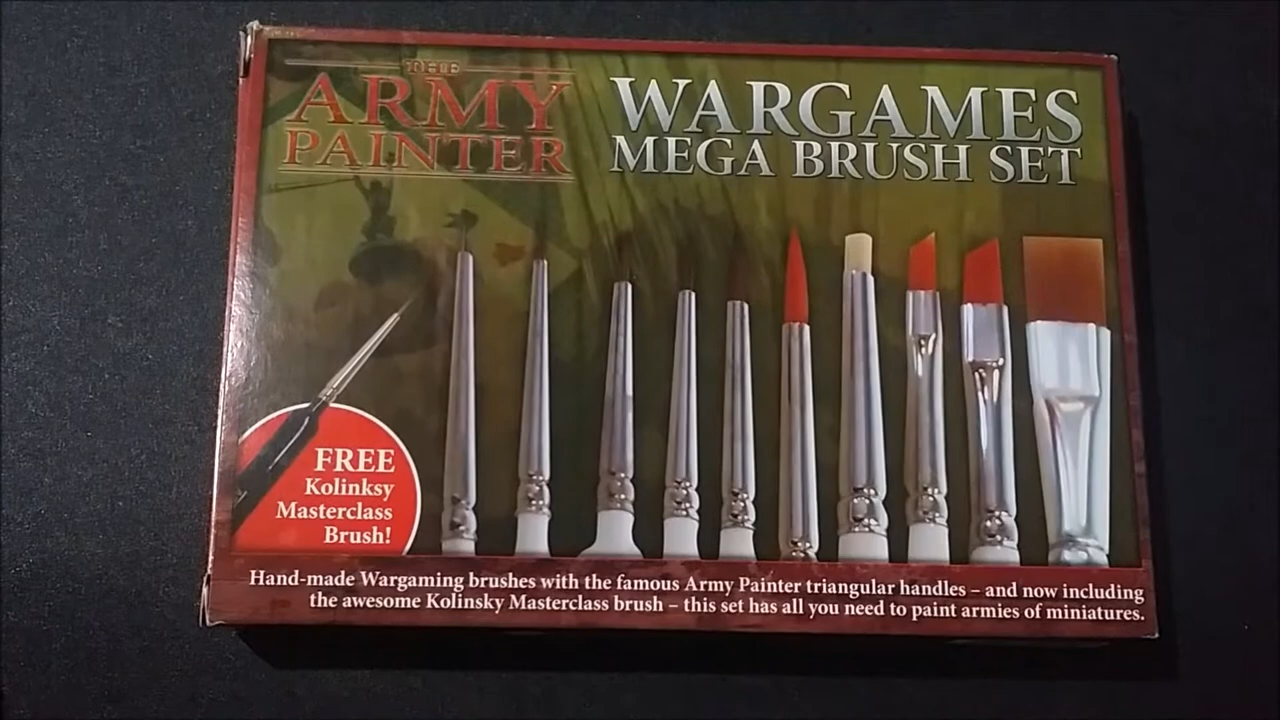 THE
ARMY
PAINTER
WARGAMES
MEGA BRUSH SET
FREE
Kolinksy
Masterclass
Brush!
Hand-made Wargaming brushes with the famous Army Painter triangular handles – and now including
the awesome Kolinsky Masterclass brush – this set has all you need to paint armies of miniatures.